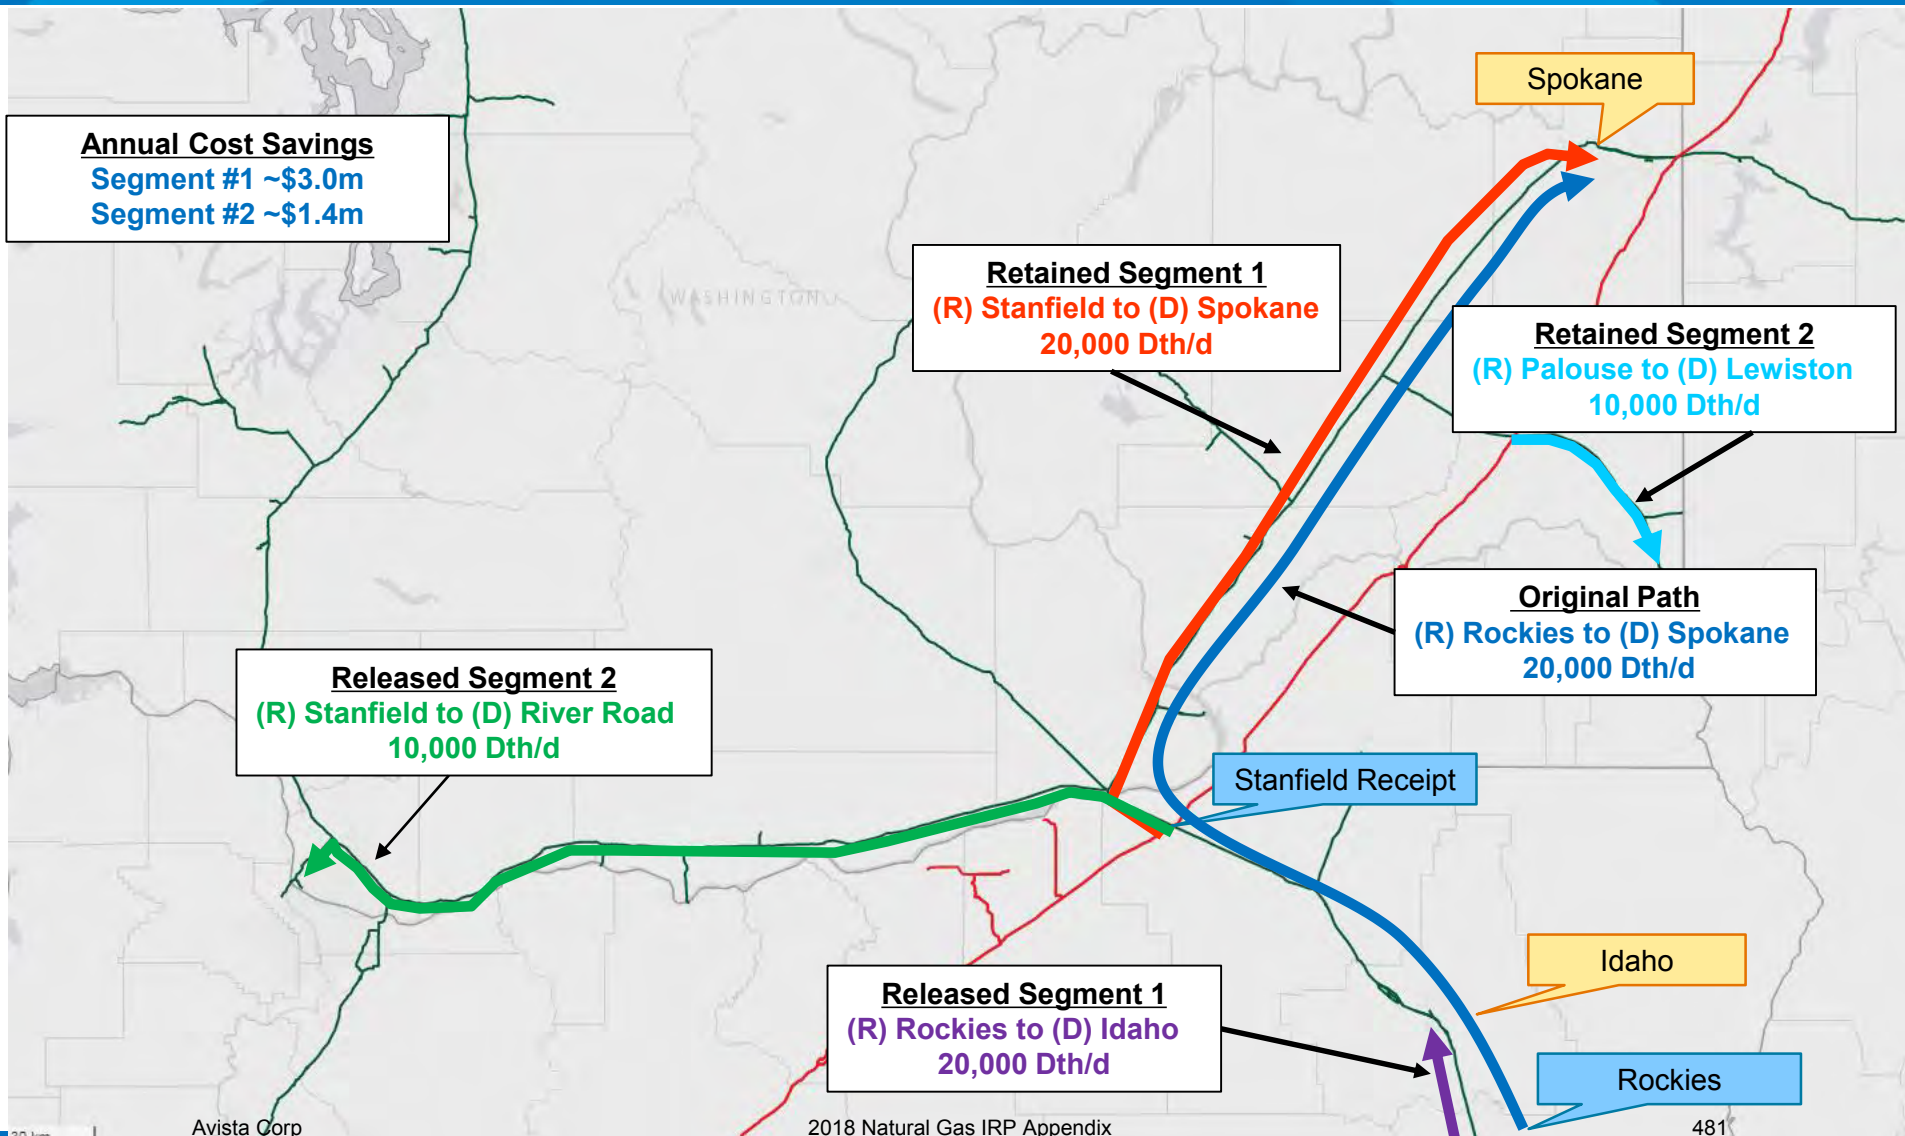 Spokane
Annual Cost Savings
Segment #1 ~$3.0m
Segment #2 ~$1.4m
WASHINGTON
Retained Segment 1
(R) Stanfield to (D) Spokane
20,000 Dth/d
Retained Segment 2
(R) Palouse to (D) Lewiston
10,000 Dth/d
Original Path
(R) Rockies to (D) Spokane
20,000 Dth/d
Released Segment 2
(R) Stanfield to (D) River Road
10,000 Dth/d
Stanfield Receipt
Idaho
Released Segment 1
(R) Rockies to (D) Idaho
20,000 Dth/d
Rockies
Avista Corp
2018 Natural Gas IRP Appendix
481